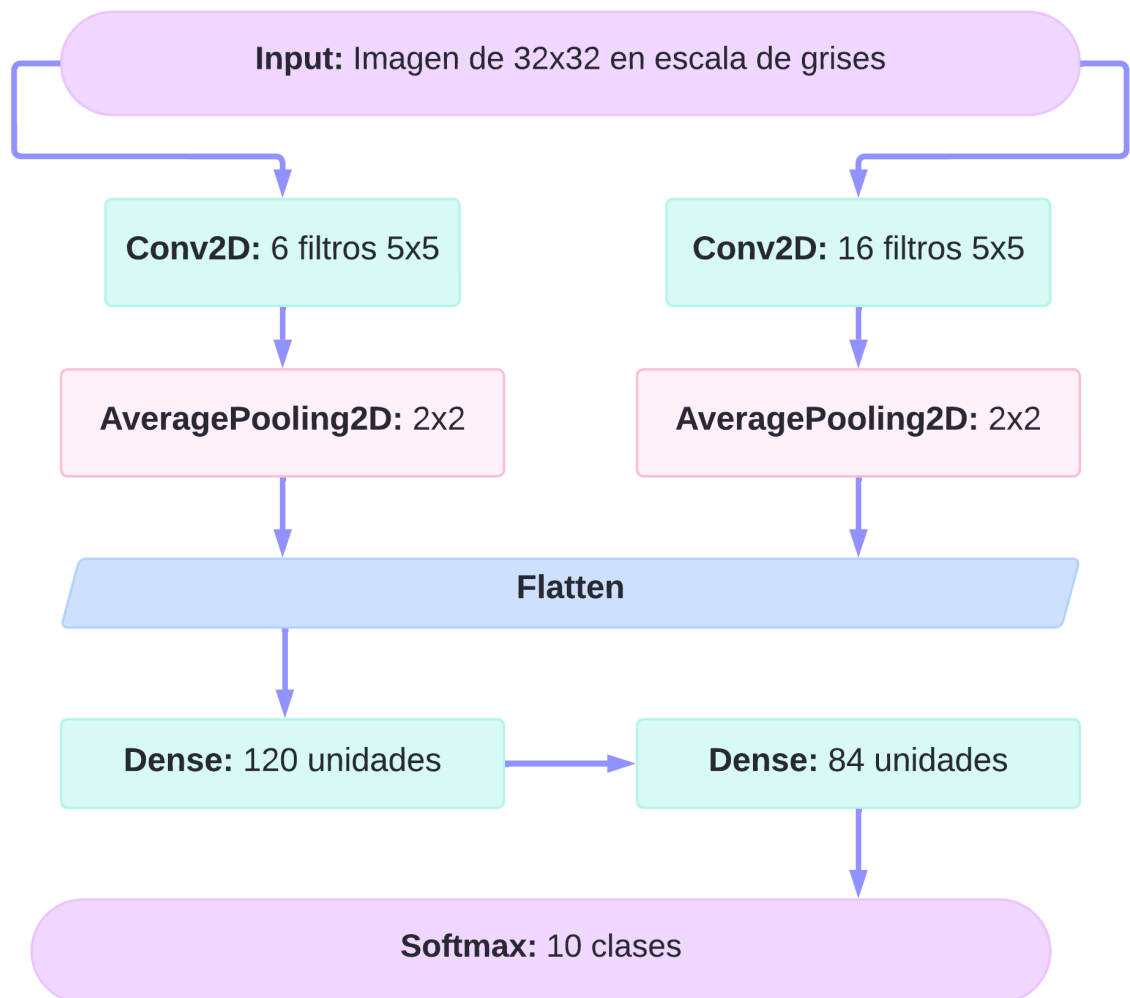 Input: Imagen de 32x32 en escala de grises
Conv2D: 6 filtros 5x5
Conv2D: 16 filtros 5x5
AveragePooling2D: 2x2
AveragePooling2D: 2x2
Flatten
Dense: 120 unidades
Dense: 84 unidades
Softmax: 10 clases